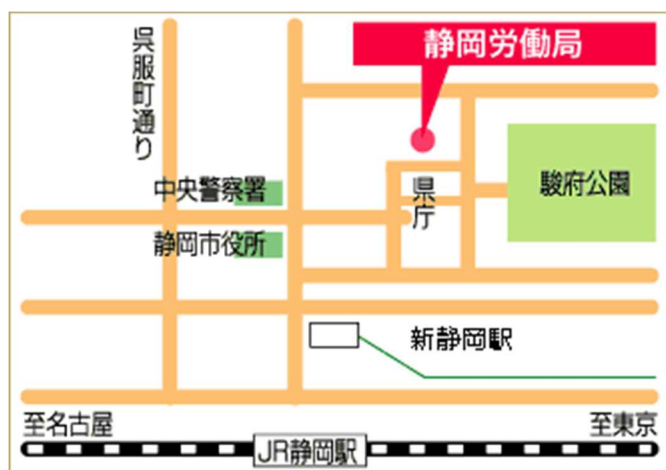 静岡労働局
呉服町通り
中央警察署
県庁
駿府公園
静岡市役所
新静岡駅
至名古屋
至東京
JR静岡駅